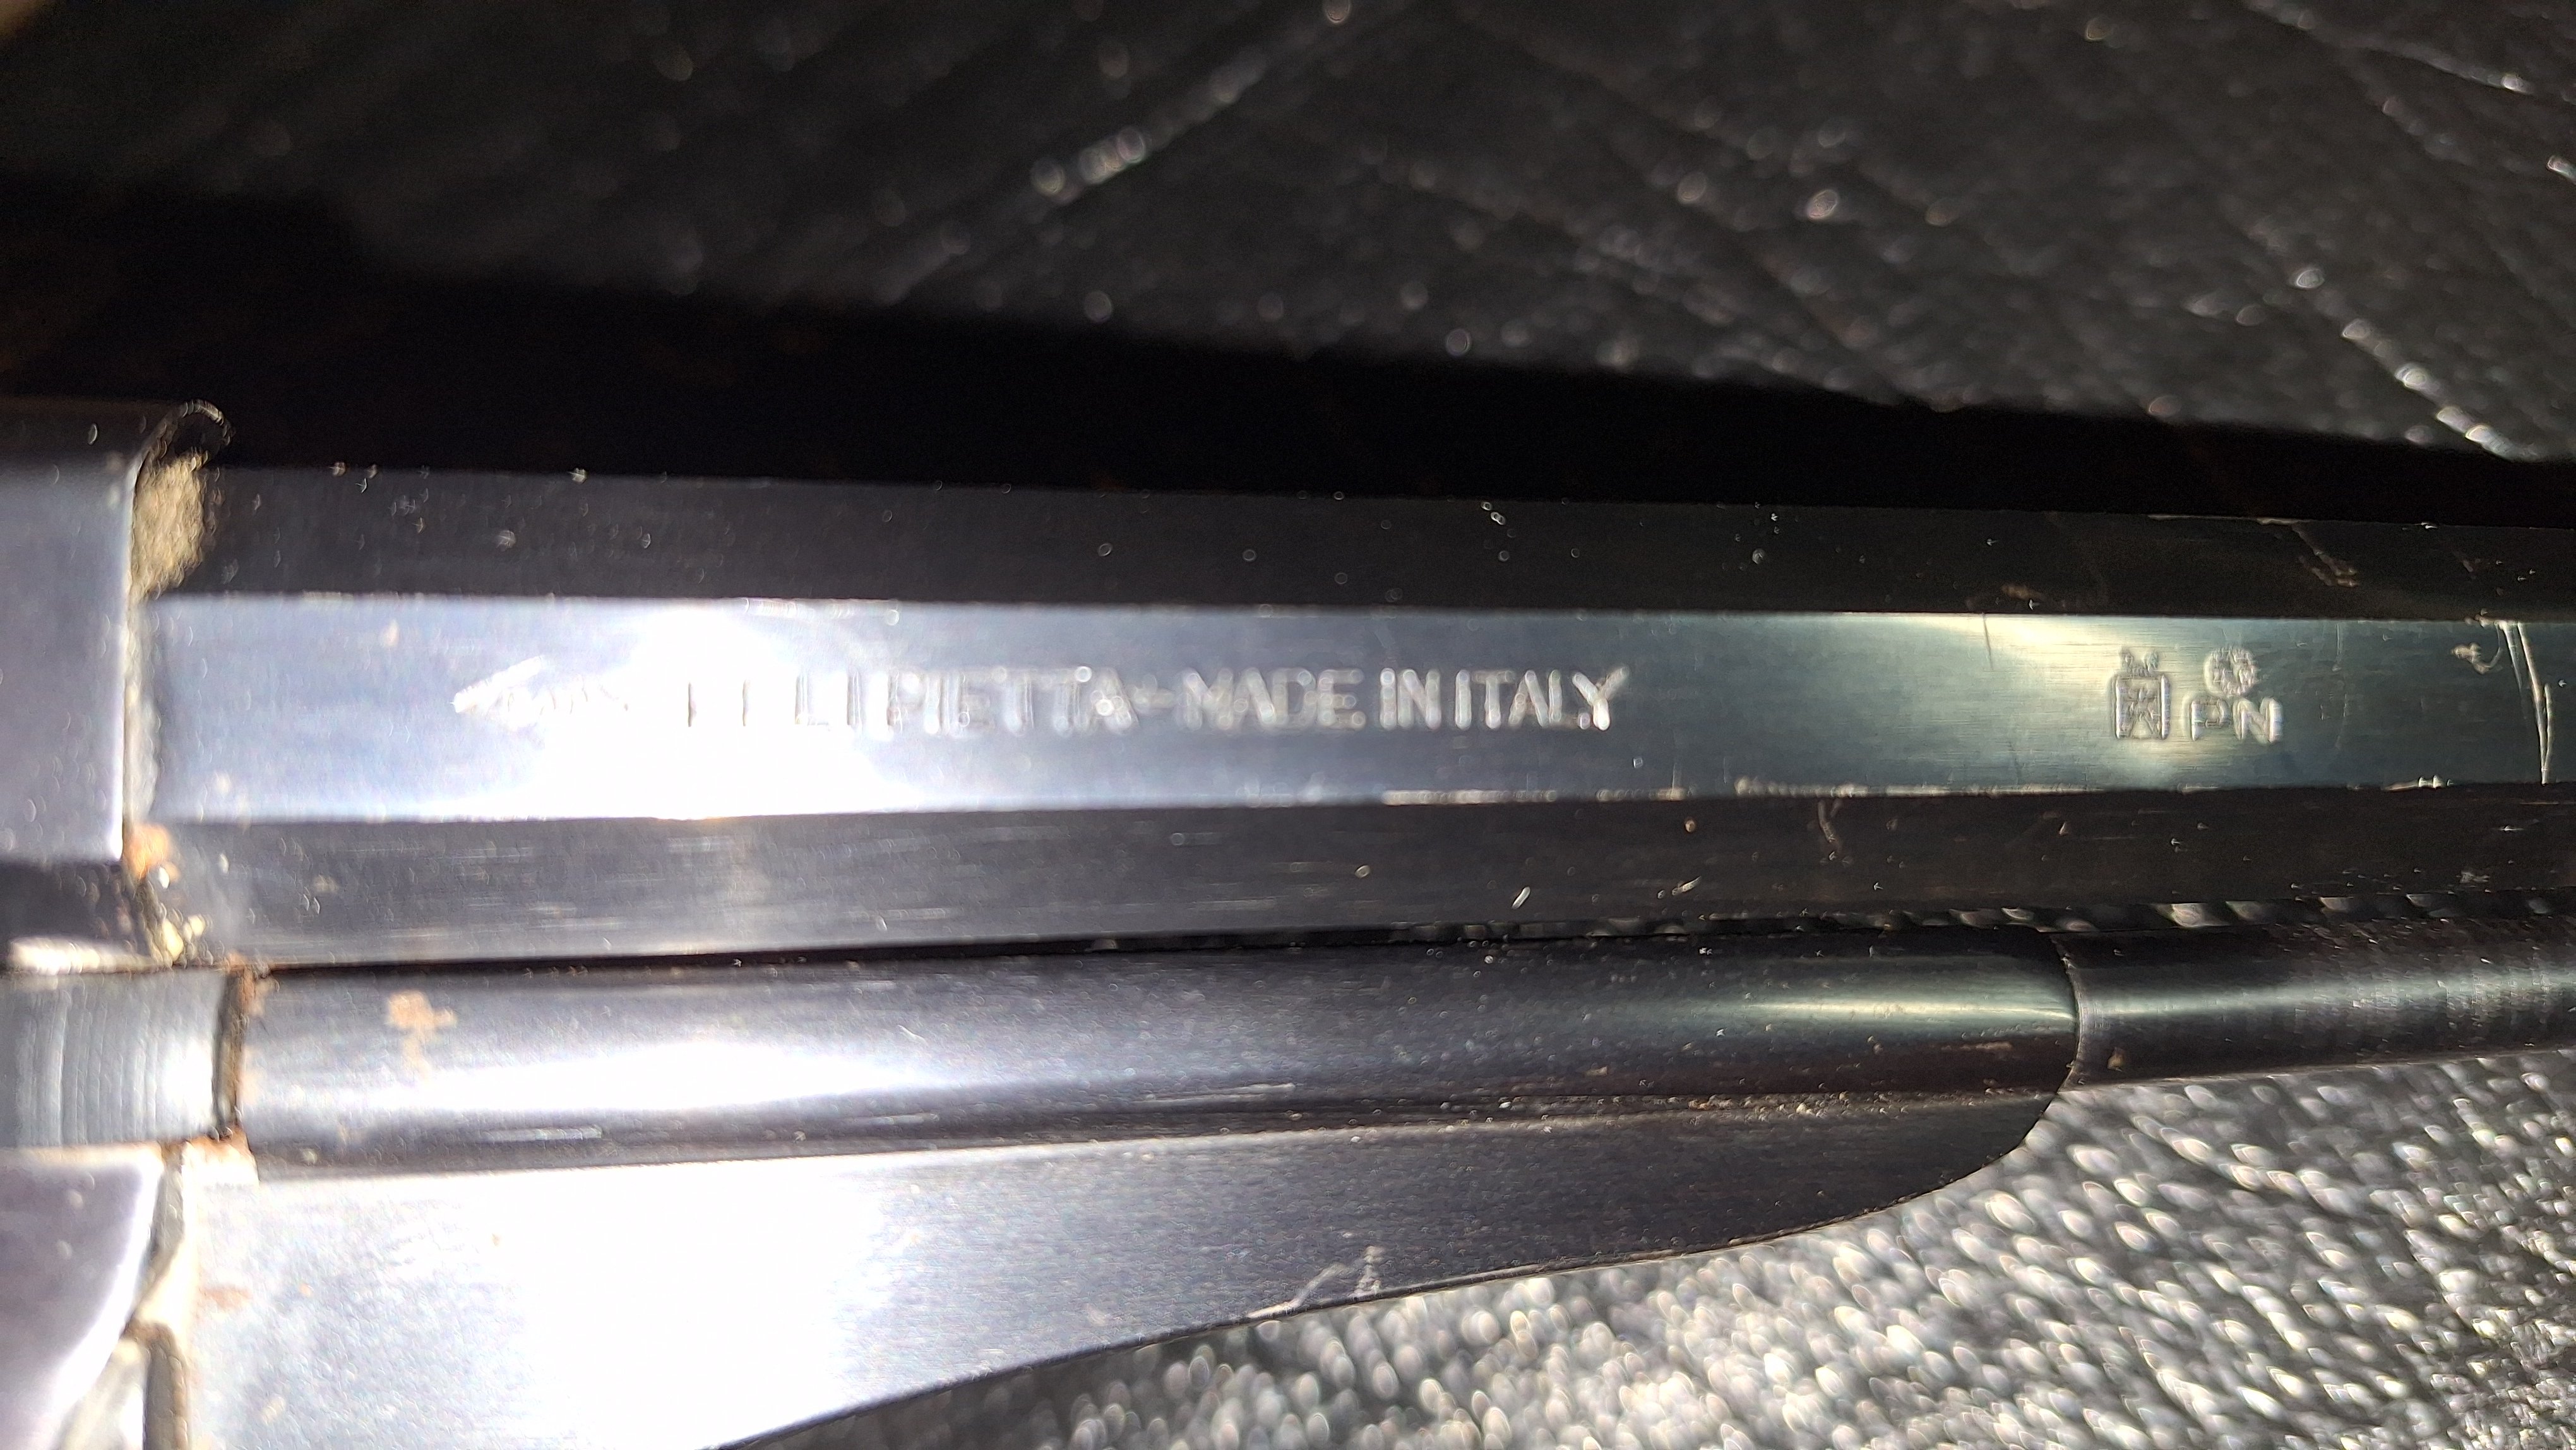 F.LLI PIETTA - MADE IN ITALY
PN